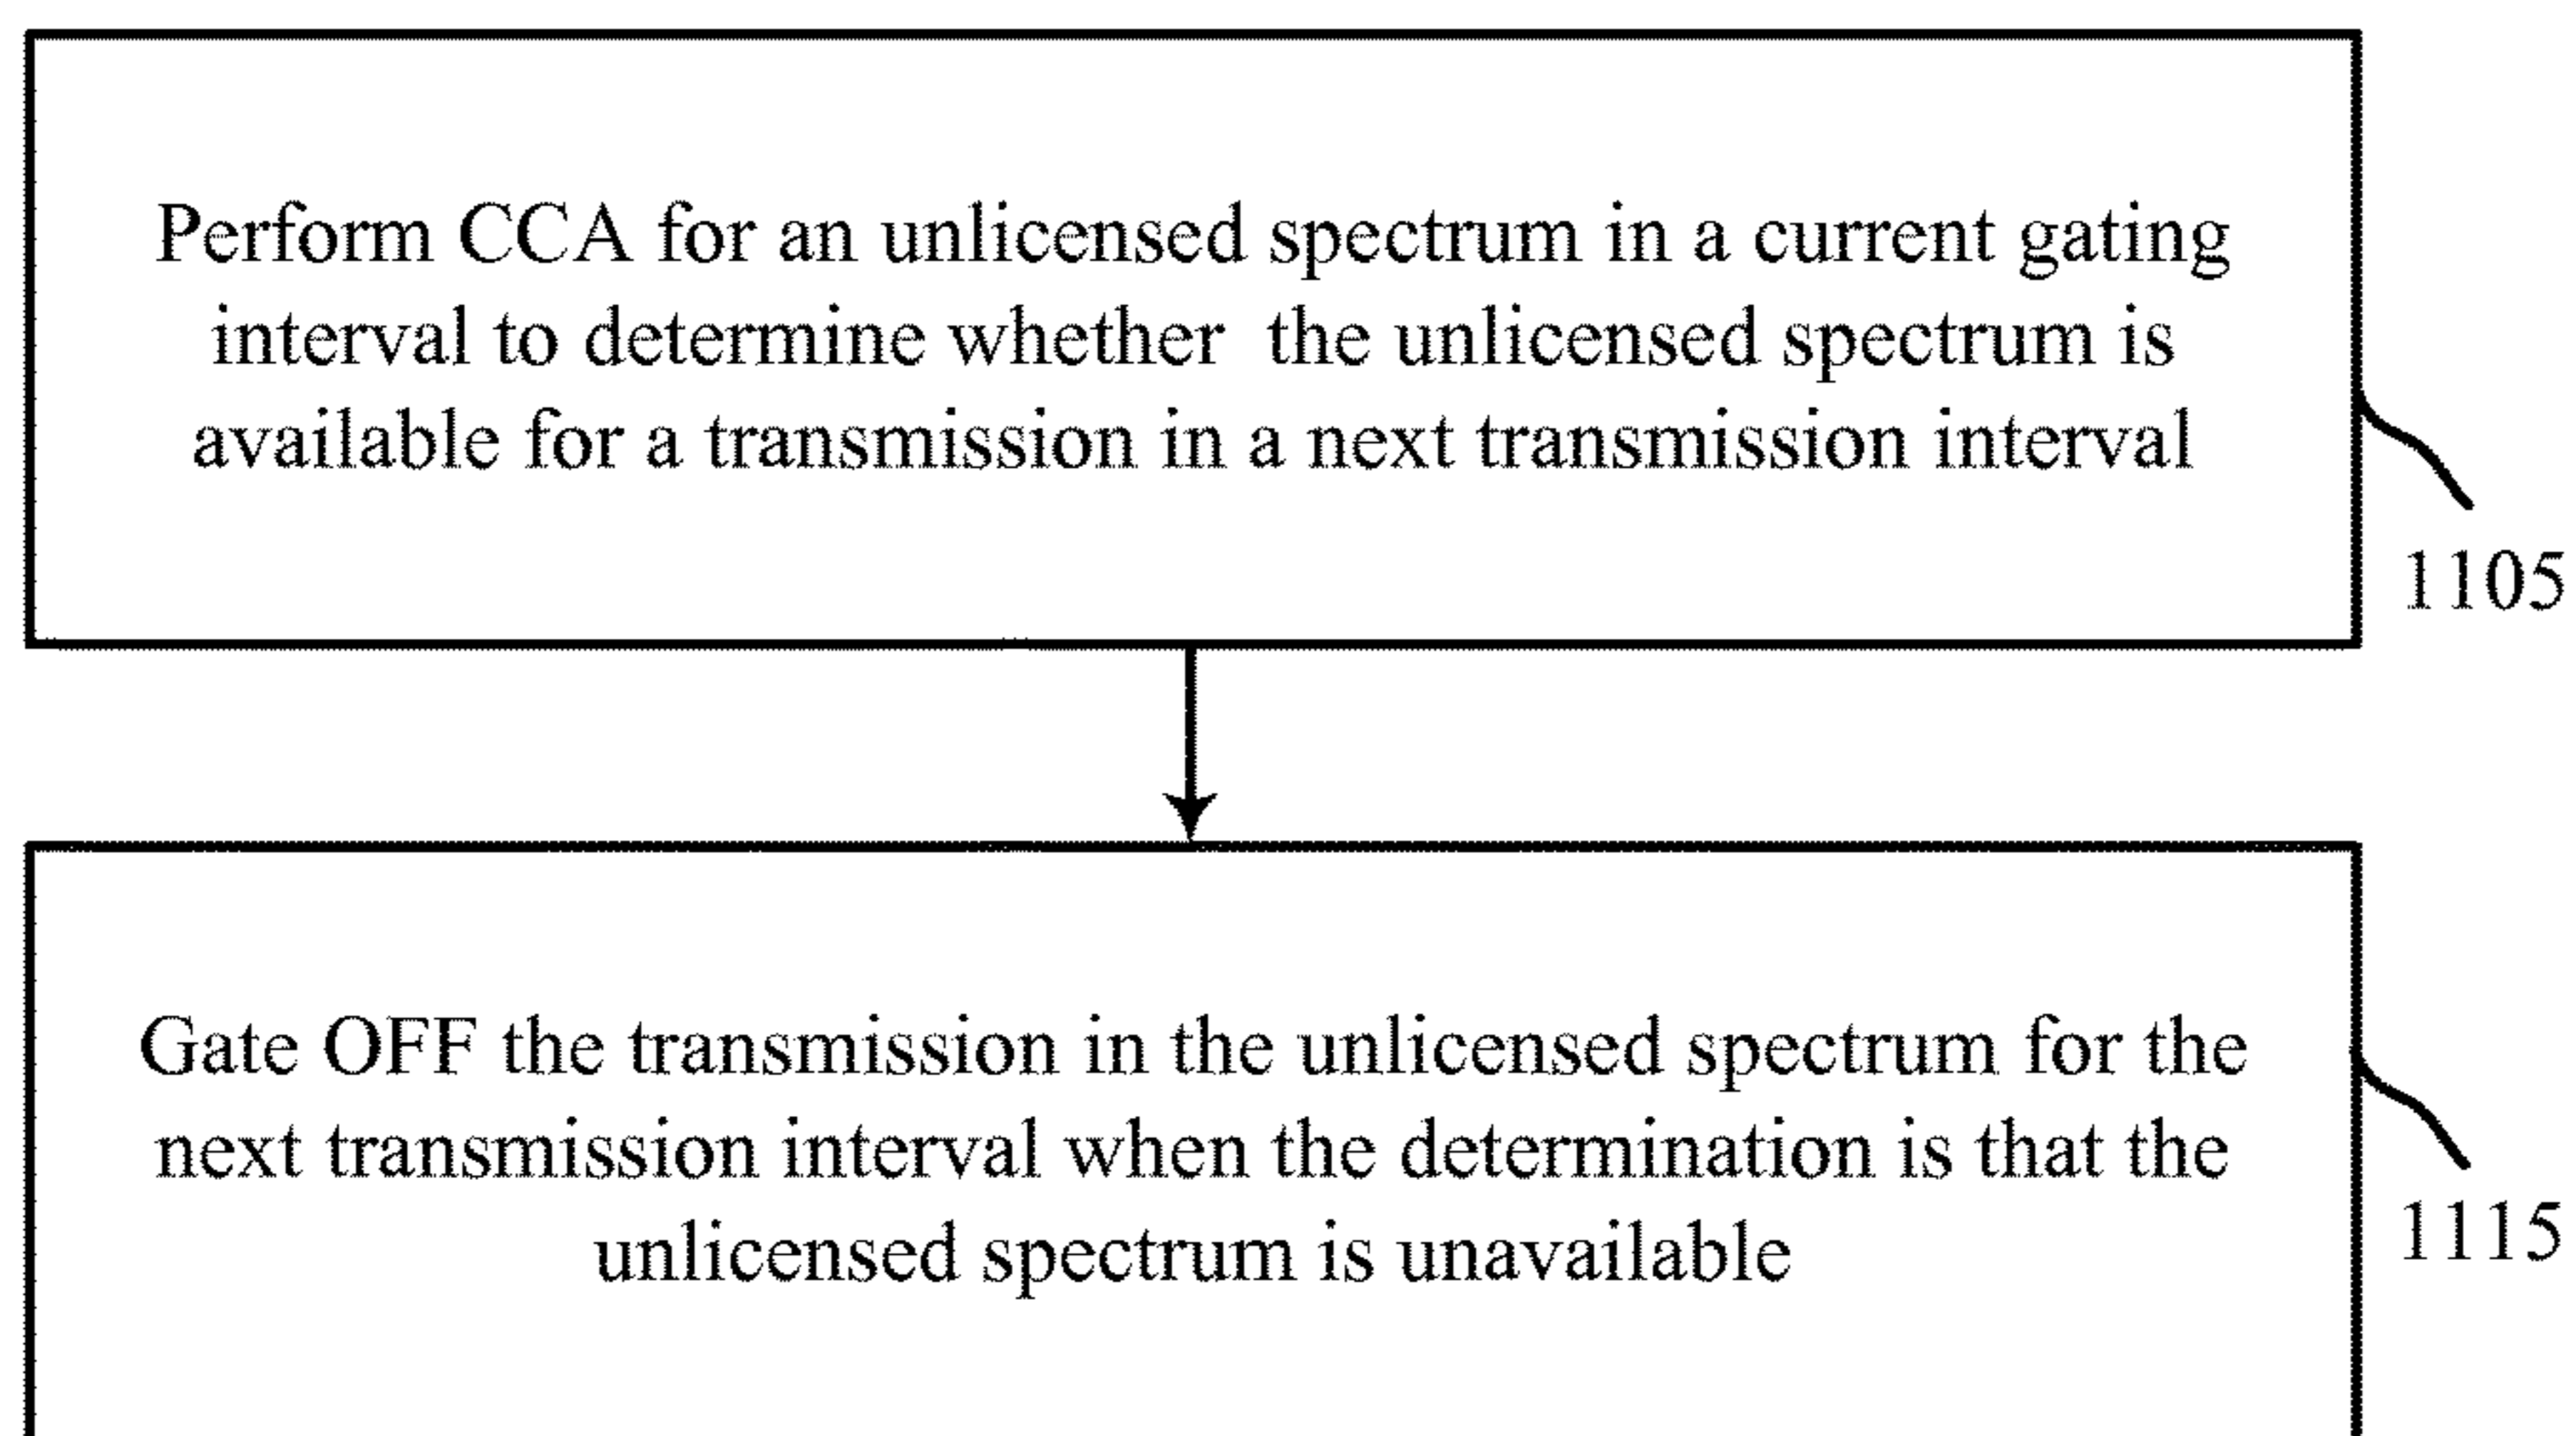 Perform CCA for an unlicensed spectrum in a current gating
interval to determine whether the unlicensed spectrum is
available for a transmission in a next transmission interval
1105
Gate OFF the transmission in the unlicensed spectrum for the
next transmission interval when the determination is that the
unlicensed spectrum is unavailable
1115